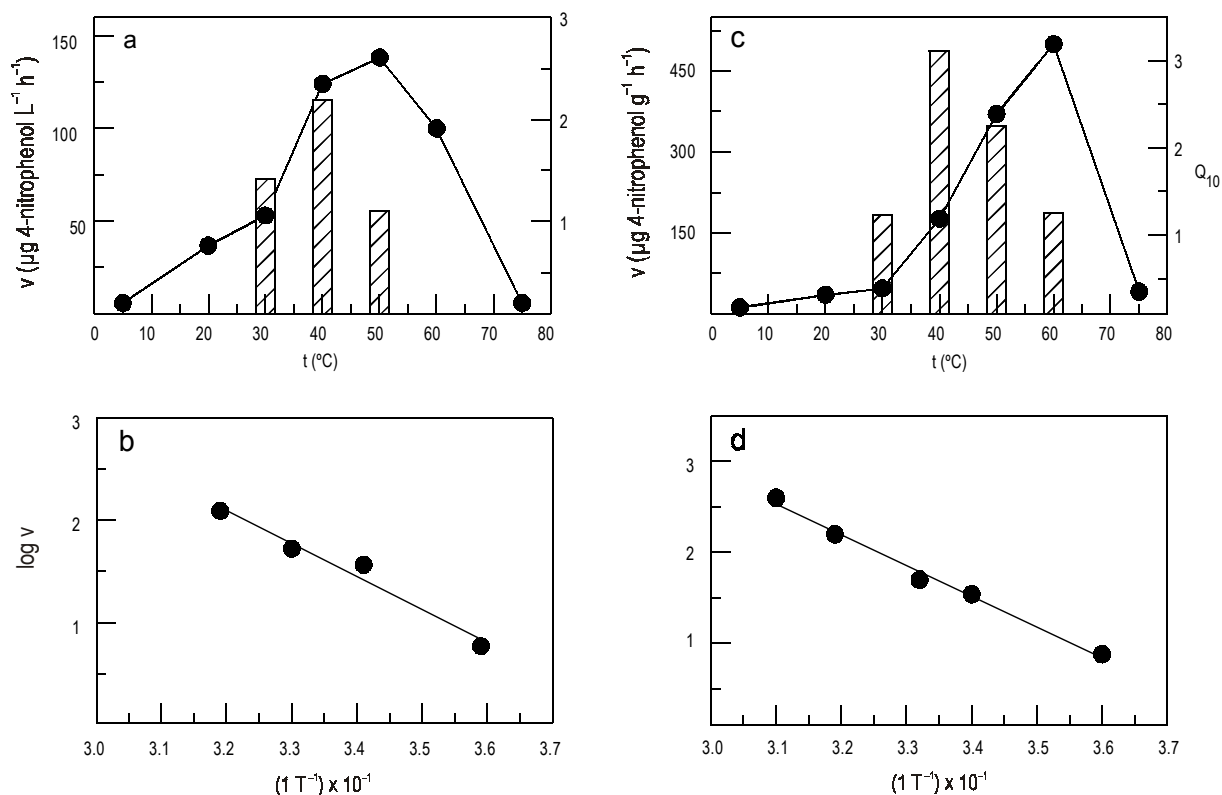 a
v (µg 4-nitrophenol L⁻¹ h⁻¹)
150
100
50
3
2
1
0 10 20 30 40 50 60 70 80
t (ºC)
c
v (µg 4-nitrophenol g⁻¹ h⁻¹)
450
300
150
3
2
1
Q₁₀
0 10 20 30 40 50 60 70 80
t (ºC)
b
log v
3
2
1
3.0 3.1 3.2 3.3 3.4 3.5 3.6 3.7
(1 T⁻¹) x 10⁻¹
d
3
2
1
3.0 3.1 3.2 3.3 3.4 3.5 3.6 3.7
(1 T⁻¹) x 10⁻¹